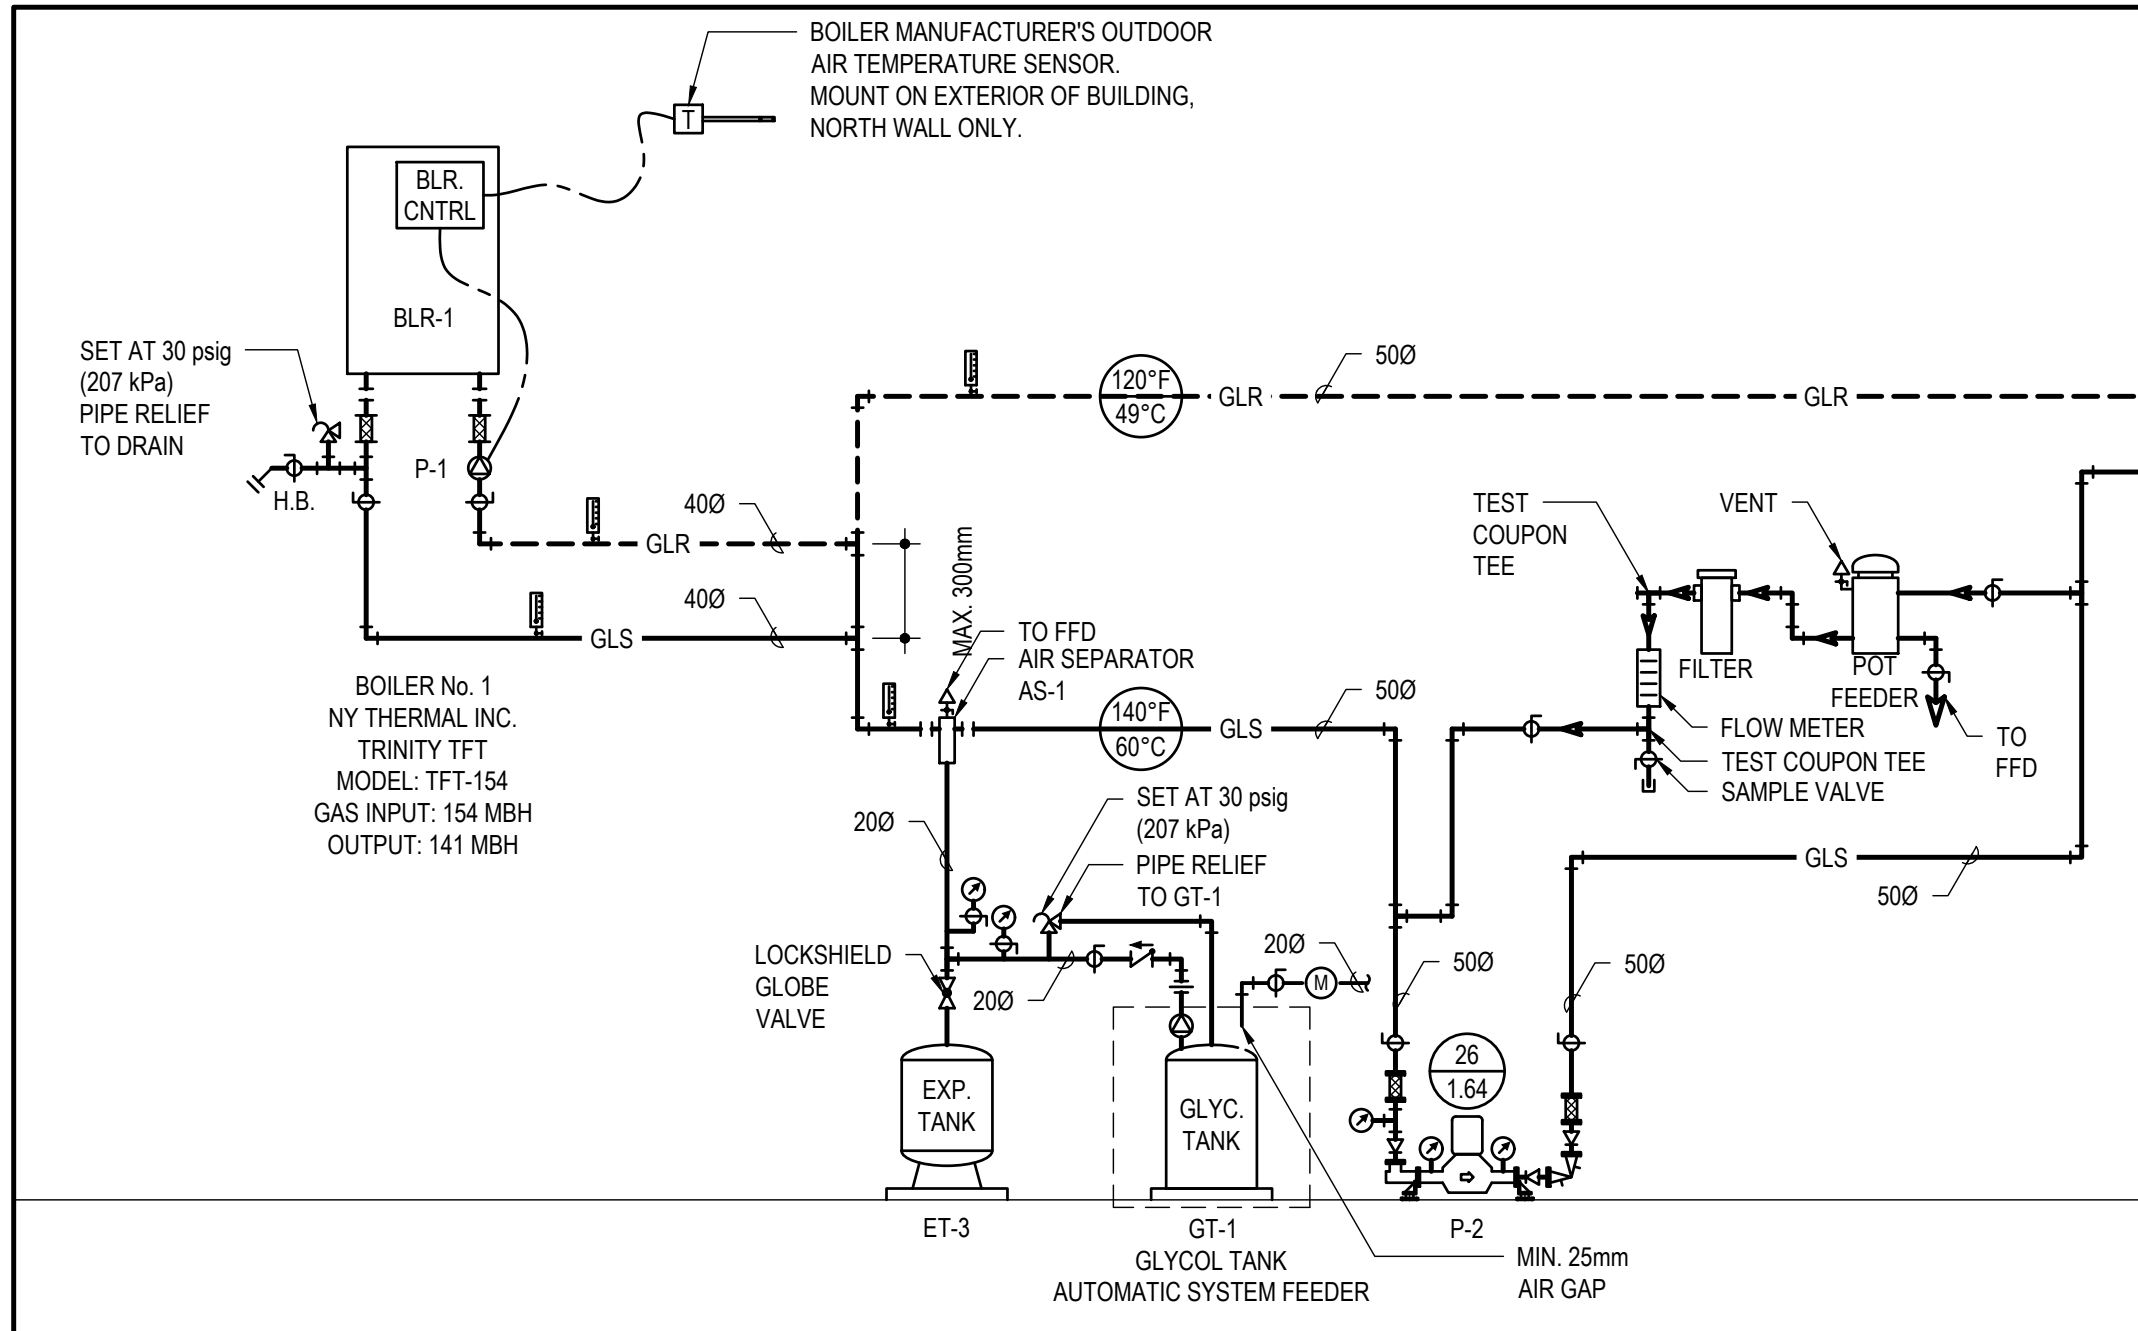 BOILER MANUFACTURER'S OUTDOOR
AIR TEMPERATURE SENSOR.
MOUNT ON EXTERIOR OF BUILDING,
NORTH WALL ONLY.
T
BLR.
CNTRL
BLR-1
SET AT 30 psig
(207 kPa)
PIPE RELIEF
TO DRAIN
H.B.
P-1
40Ø
GLR
40Ø
GLS
MAX. 300mm
120°F
49°C
GLR
50Ø
GLR
TO FFD
AIR SEPARATOR
AS-1
140°F
60°C
GLS
50Ø
BOILER No. 1
NY THERMAL INC.
TRINITY TFT
MODEL: TFT-154
GAS INPUT: 154 MBH
OUTPUT: 141 MBH
TEST
COUPON
TEE
VENT
FILTER
POT
FEEDER
FLOW METER
TEST COUPON TEE
SAMPLE VALVE
TO
FFD
20Ø
SET AT 30 psig
(207 kPa)
PIPE RELIEF
TO GT-1
GLS
50Ø
LOCKSHIELD
GLOBE
VALVE
20Ø
20Ø
M
50Ø
50Ø
26
1.64
EXP.
TANK
GLYC.
TANK
ET-3
GT-1
GLYCOL TANK
AUTOMATIC SYSTEM FEEDER
P-2
MIN. 25mm
AIR GAP